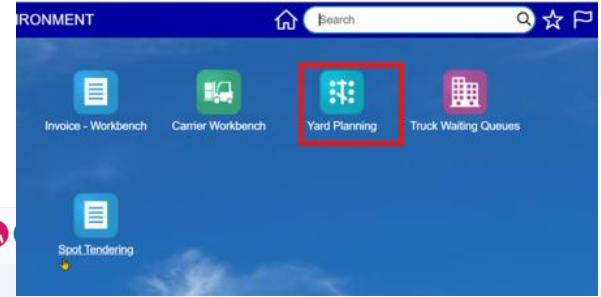 IRONMENT
Search
Invoice - Workbench
Carrier Workbench
Yard Planning
Truck Waiting Queues
Spot Tendering